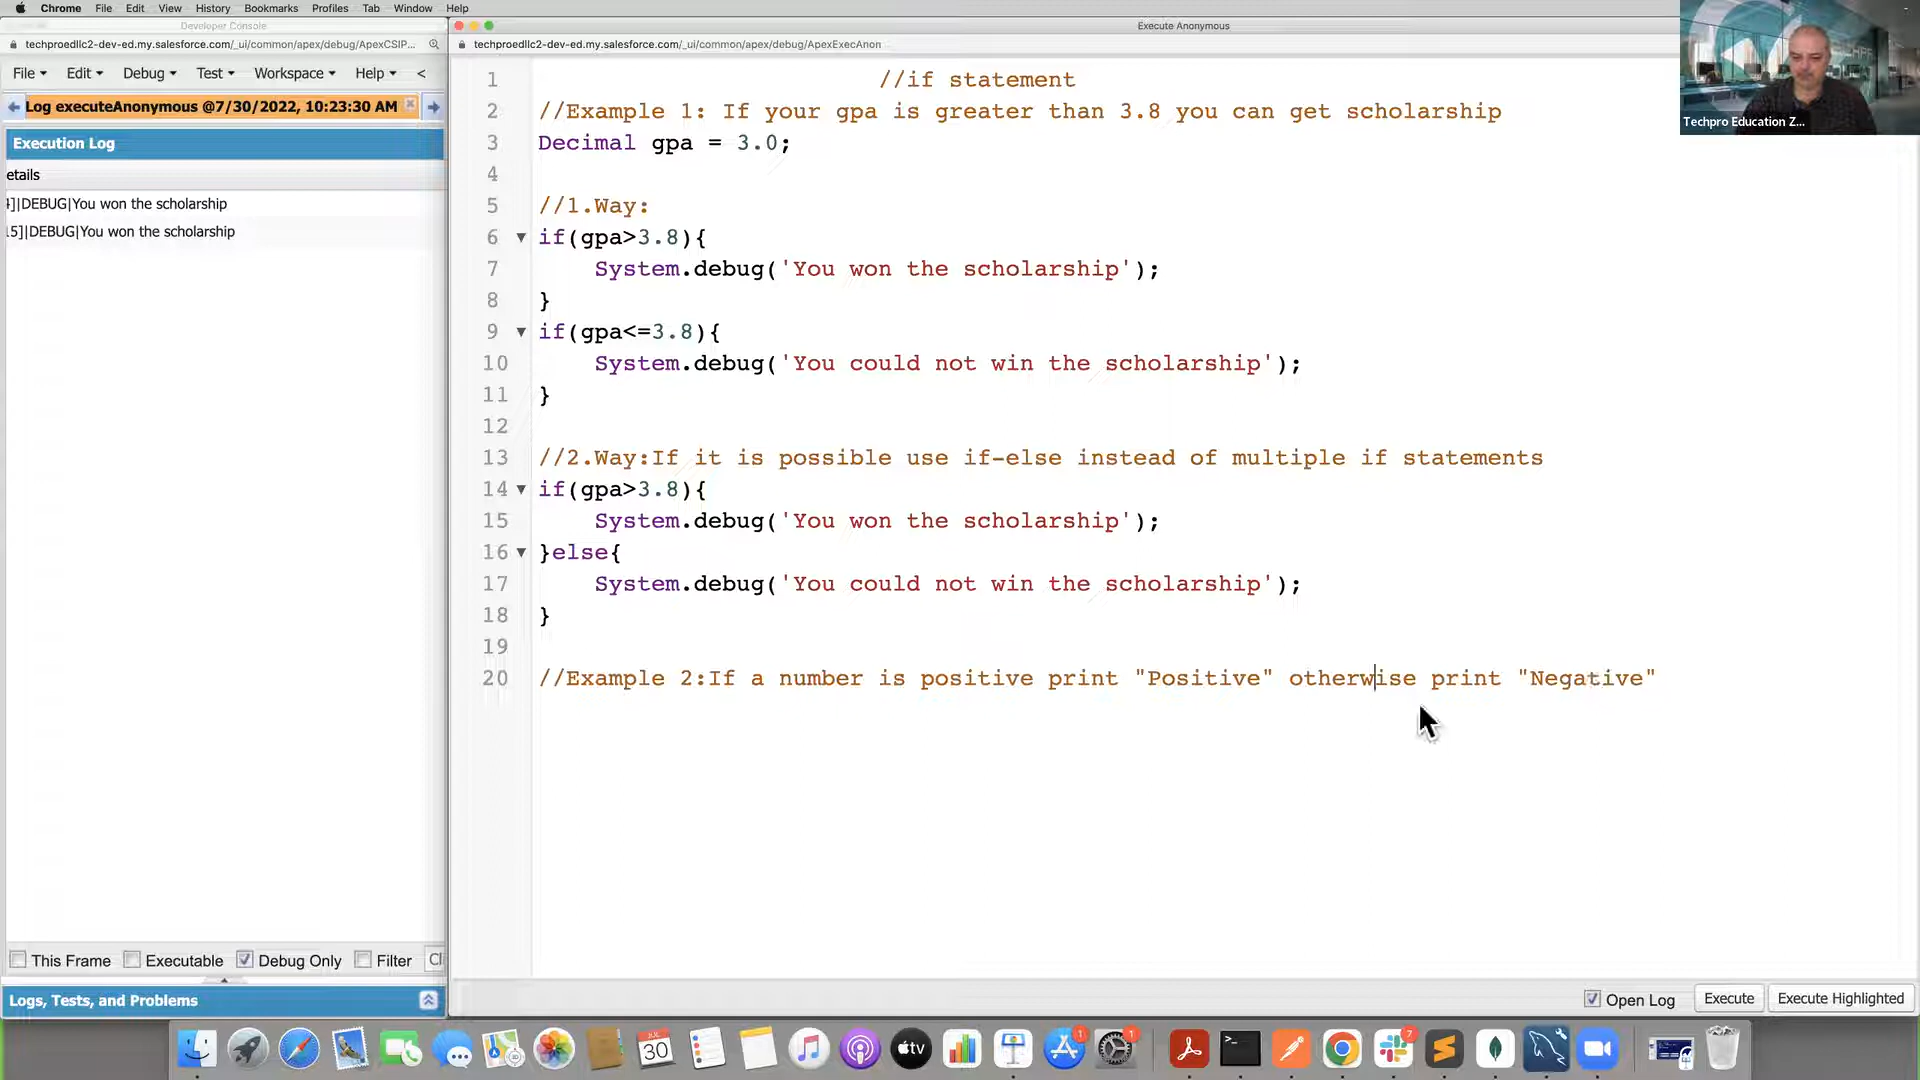 Chrome File Edit View History Bookmarks Profiles Tab Window Help
Developer Console
techproedllc2-dev-ed.my.salesforce.com/_ui/common/apex/debug/ApexCSIP...
File Edit Debug Test Workspace Help <
Log executeAnonymous @7/30/2022, 10:23:30 AM
Execution Log
etails
4]|DEBUG|You won the scholarship
15]|DEBUG|You won the scholarship
This Frame Executable Debug Only Filter Cl
Logs, Tests, and Problems
Execute Anonymous
techproedllc2-dev-ed.my.salesforce.com/_ui/common/apex/debug/ApexExecAnon
1 //if statement
2 //Example 1: If your gpa is greater than 3.8 you can get scholarship
3 Decimal gpa = 3.0;
4
5 //1.Way:
6 if(gpa>3.8){
7 System.debug('You won the scholarship');
8 }
9 if(gpa<=3.8){
10 System.debug('You could not win the scholarship');
11 }
12
13 //2.Way:If it is possible use if-else instead of multiple if statements
14 if(gpa>3.8){
15 System.debug('You won the scholarship');
16 }else{
17 System.debug('You could not win the scholarship');
18 }
19
20 //Example 2:If a number is positive print "Positive" otherwise print "Negative"
Open Log Execute Execute Highlighted
Techpro Education Z...
JUL
30
tv
1
1
7